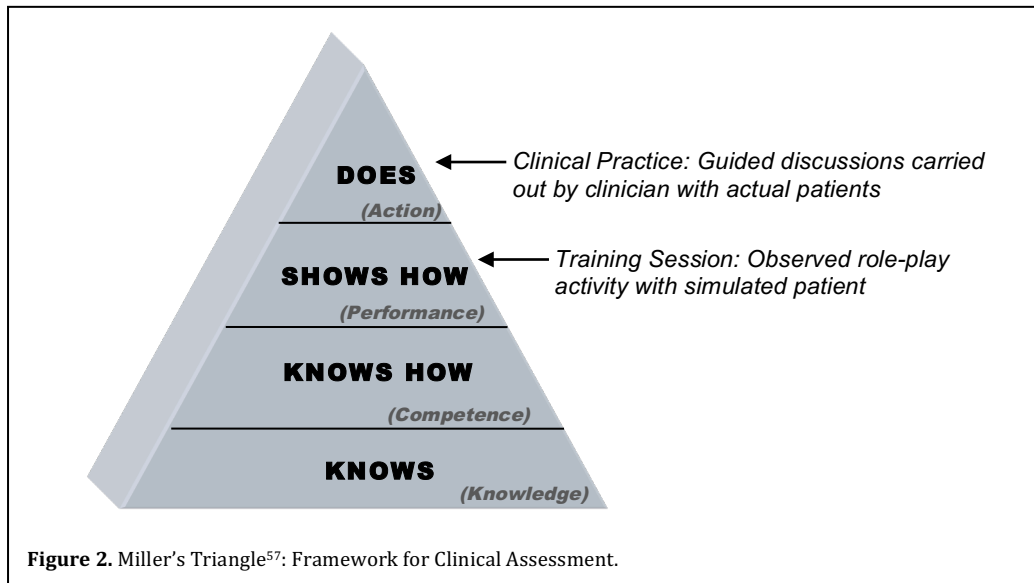 DOES
(Action)
Clinical Practice: Guided discussions carried
out by clinician with actual patients
SHOWS HOW
(Performance)
Training Session: Observed role-play
activity with simulated patient
KNOWS HOW
(Competence)
KNOWS
(Knowledge)
Figure 2. Miller’s Triangle⁵⁷: Framework for Clinical Assessment.